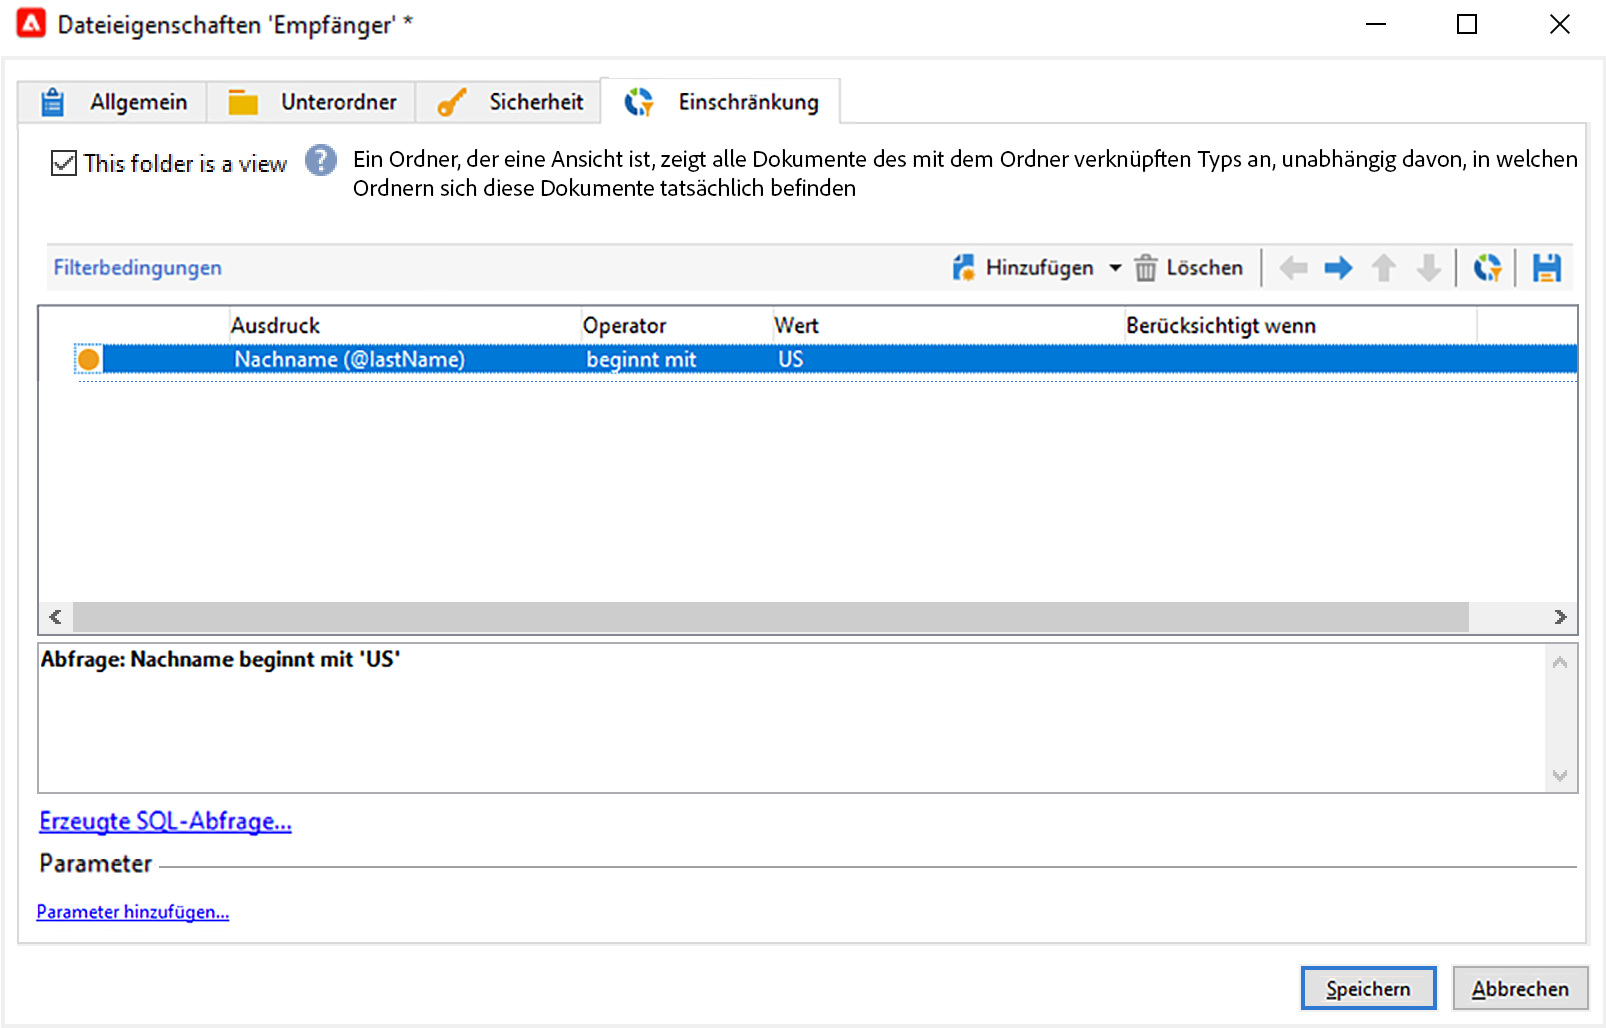 Dateieigenschaften 'Empfänger' *
Allgemein Unterordner Sicherheit Einschränkung
This folder is a view ? Ein Ordner, der eine Ansicht ist, zeigt alle Dokumente des mit dem Ordner verknüpften Typs an, unabhängig davon, in welchen
Ordnern sich diese Dokumente tatsächlich befinden
Filterbedingungen Hinzufügen Löschen
Ausdruck Operator Wert Berücksichtigt wenn
Nachname (@lastName) beginnt mit US
Abfrage: Nachname beginnt mit 'US'
Erzeugte SQL-Abfrage...
Parameter
Parameter hinzufügen...
Speichern Abbrechen